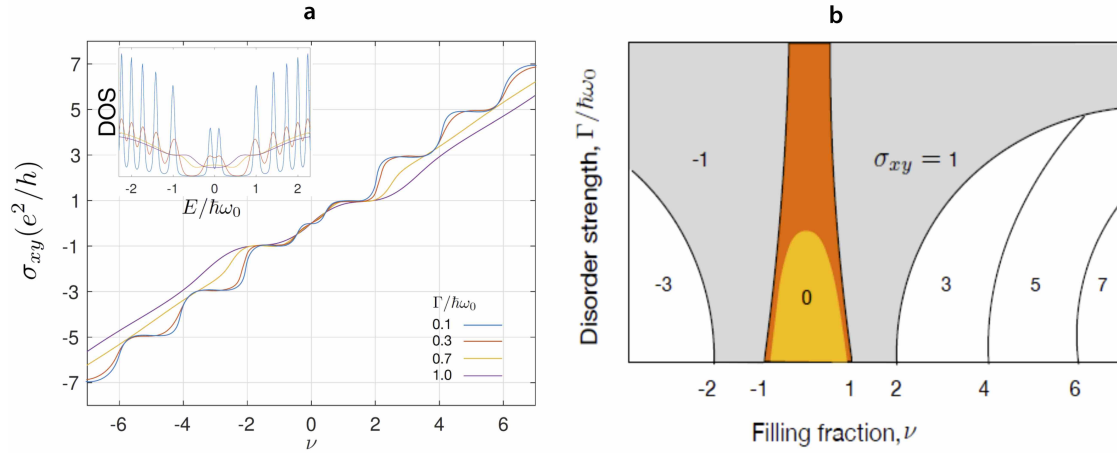 a
7
5
3
1
-1
-3
-5
-7
σxy(e²/h)
DOS
-2 -1 0 1 2
E/ħω₀
Γ/ħω₀
0.1
0.3
0.7
1.0
-6 -4 -2 0 2 4 6
ν
b
Disorder strength, Γ/ħω₀
-1
σxy = 1
-3
0
3
5
7
-2 -1 1 2 4 6
Filling fraction, ν